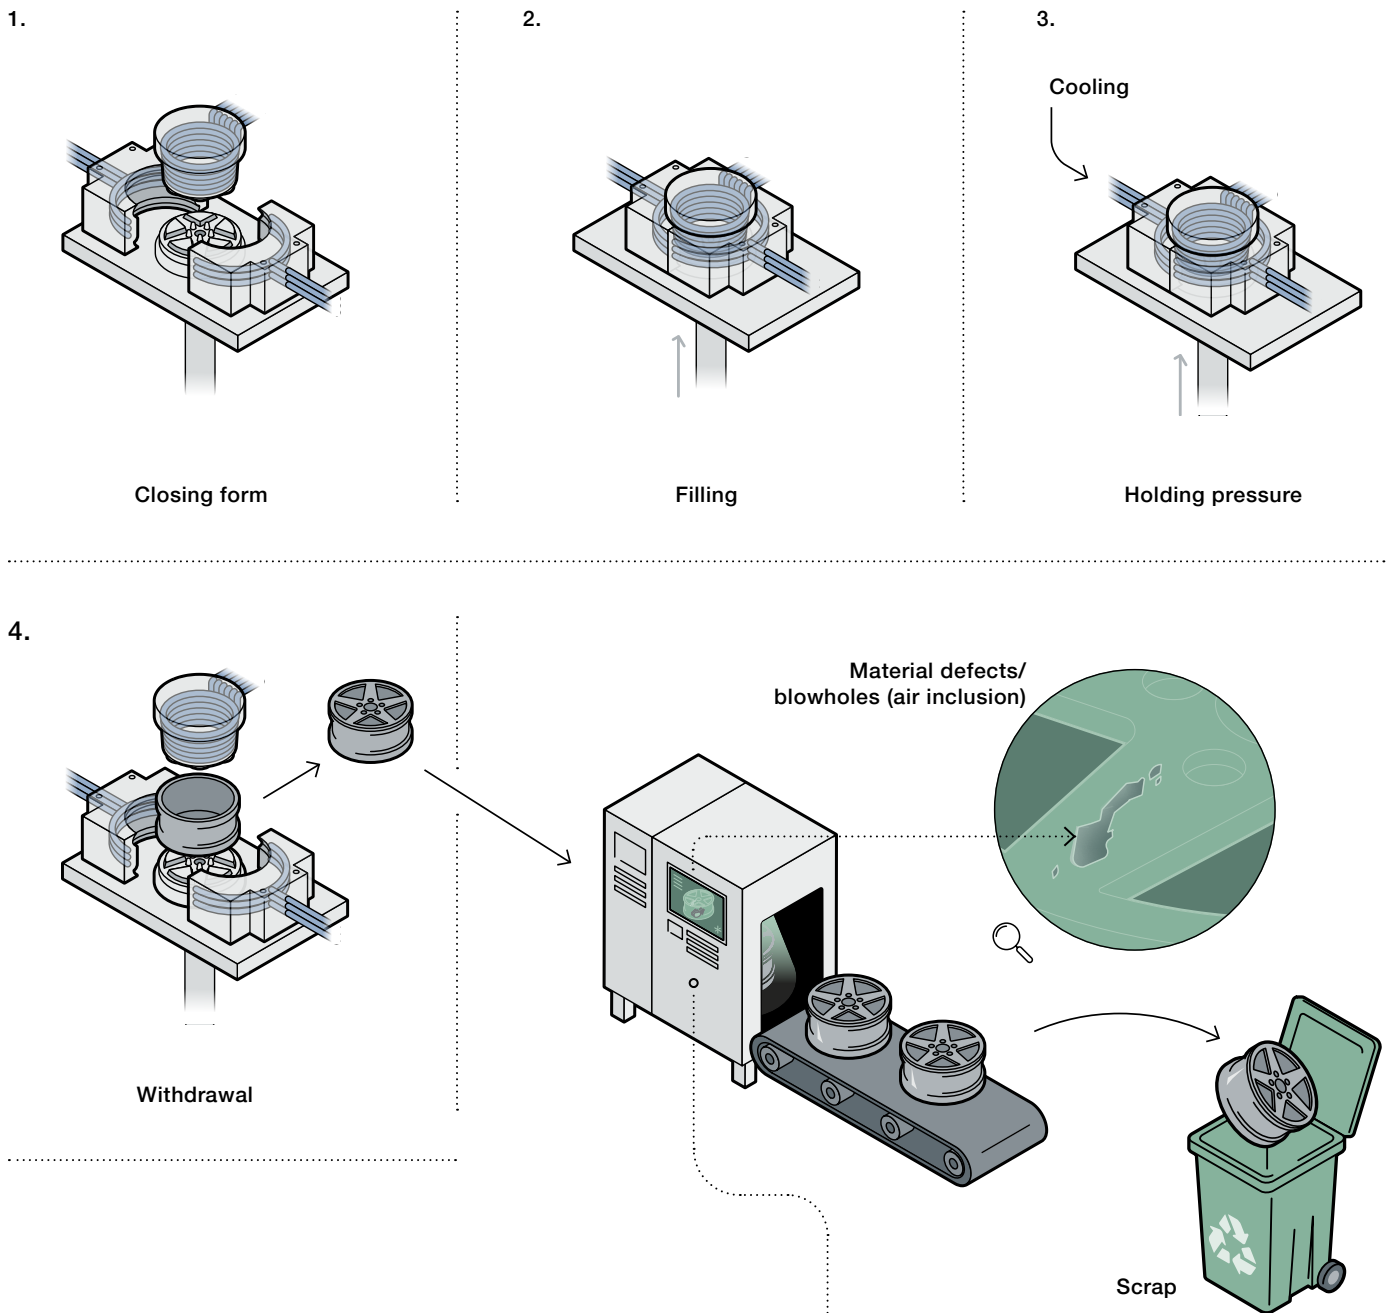 1.
2.
3.
Cooling
Closing form
Filling
Holding pressure
4.
Material defects/
blowholes (air inclusion)
Withdrawal
Scrap